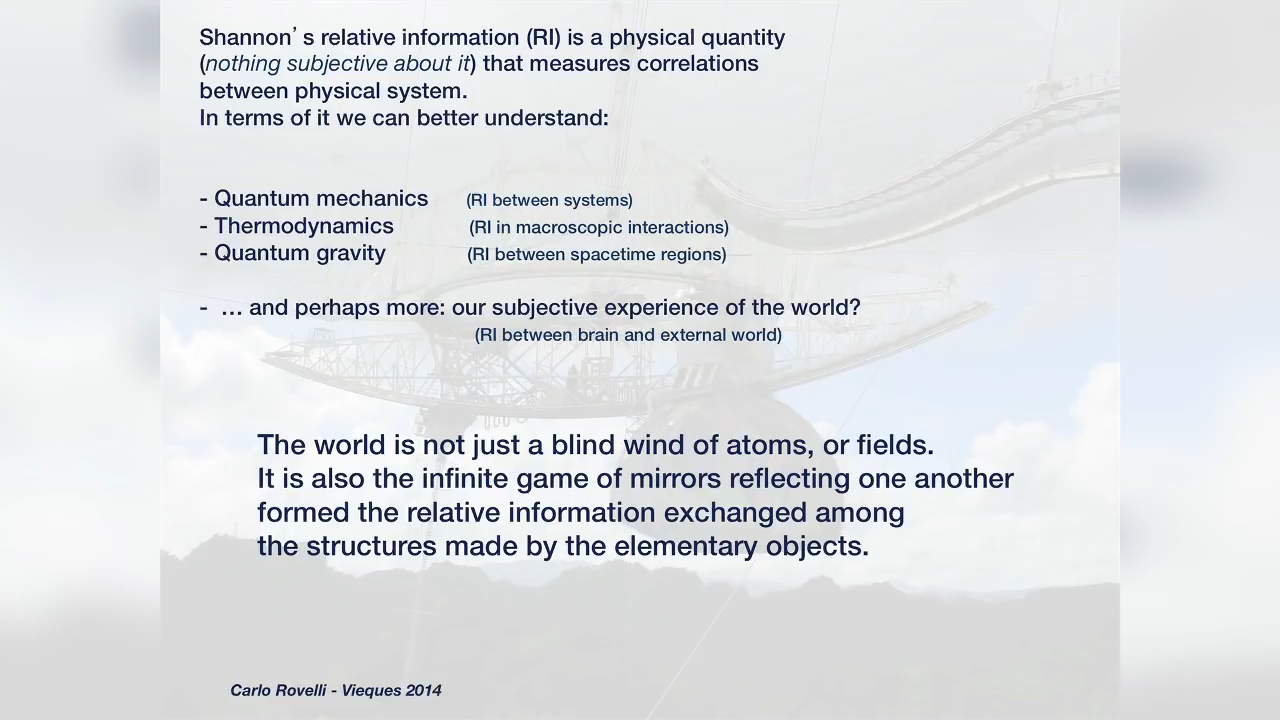 Shannon’s relative information (RI) is a physical quantity
(nothing subjective about it) that measures correlations
between physical system.
In terms of it we can better understand:
- Quantum mechanics (RI between systems)
- Thermodynamics (RI in macroscopic interactions)
- Quantum gravity (RI between spacetime regions)
- … and perhaps more: our subjective experience of the world?
(RI between brain and external world)
The world is not just a blind wind of atoms, or fields.
It is also the infinite game of mirrors reflecting one another
formed the relative information exchanged among
the structures made by the elementary objects.
Carlo Rovelli - Vieques 2014